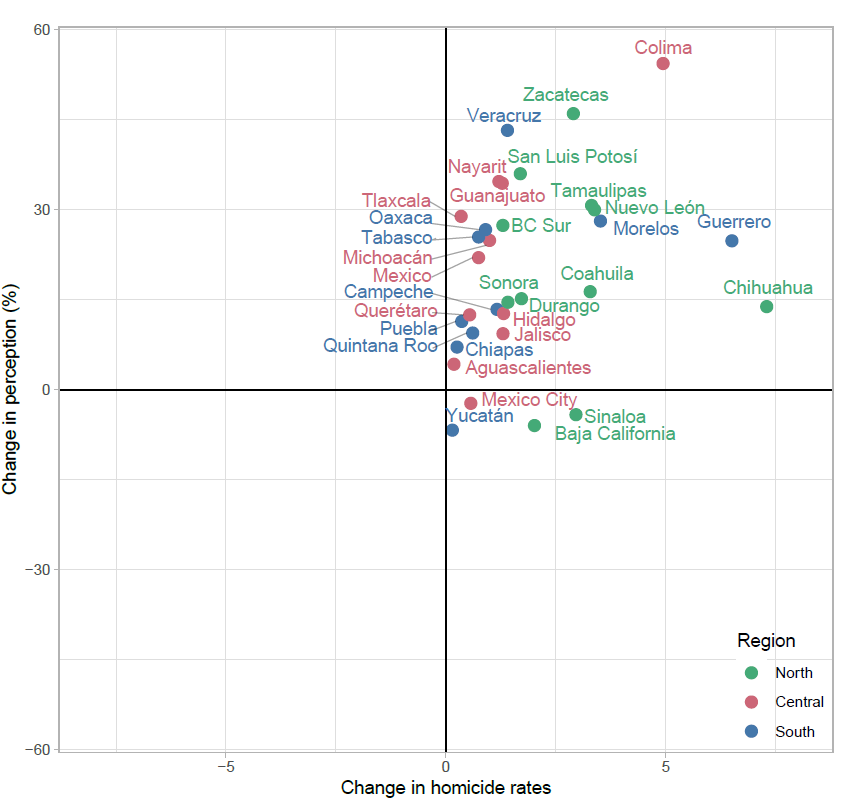 60
Colima
Zacatecas
Veracruz
San Luis Potosí
Nayarit
Guanajuato
Tamaulipas
Tlaxcala
30
Nuevo León
Oaxaca
BC Sur
Morelos
Guerrero
Tabasco
Michoacán
Mexico
Coahuila
Sonora
Chihuahua
Campeche
Durango
Querétaro
Hidalgo
Puebla
Jalisco
Quintana Roo
Chiapas
Aguascalientes
0
Mexico City
Yucatán
Sinaloa
Baja California
Change in perception (%)
−30
−60
Region
North
Central
South
−5
0
5
Change in homicide rates